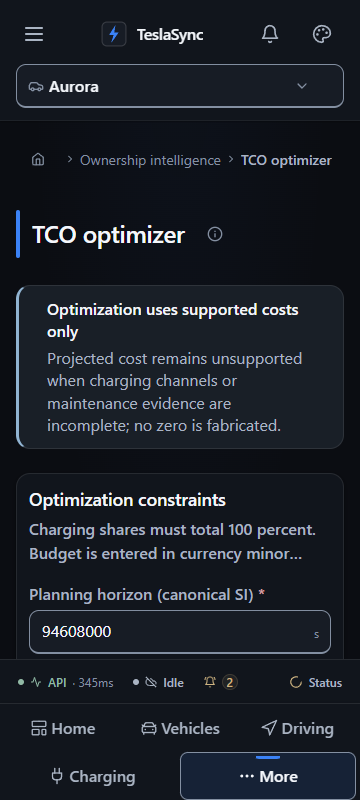 TeslaSync
Aurora
Ownership intelligence
TCO optimizer
TCO optimizer
Optimization uses supported costs
only
Projected cost remains unsupported
when charging channels or
maintenance evidence are
incomplete; no zero is fabricated.
Optimization constraints
Charging shares must total 100 percent.
Budget is entered in currency minor...
Planning horizon (canonical SI) *
94608000 s
API · 345ms Idle 2 Status
Home Vehicles Driving
Charging ··· More